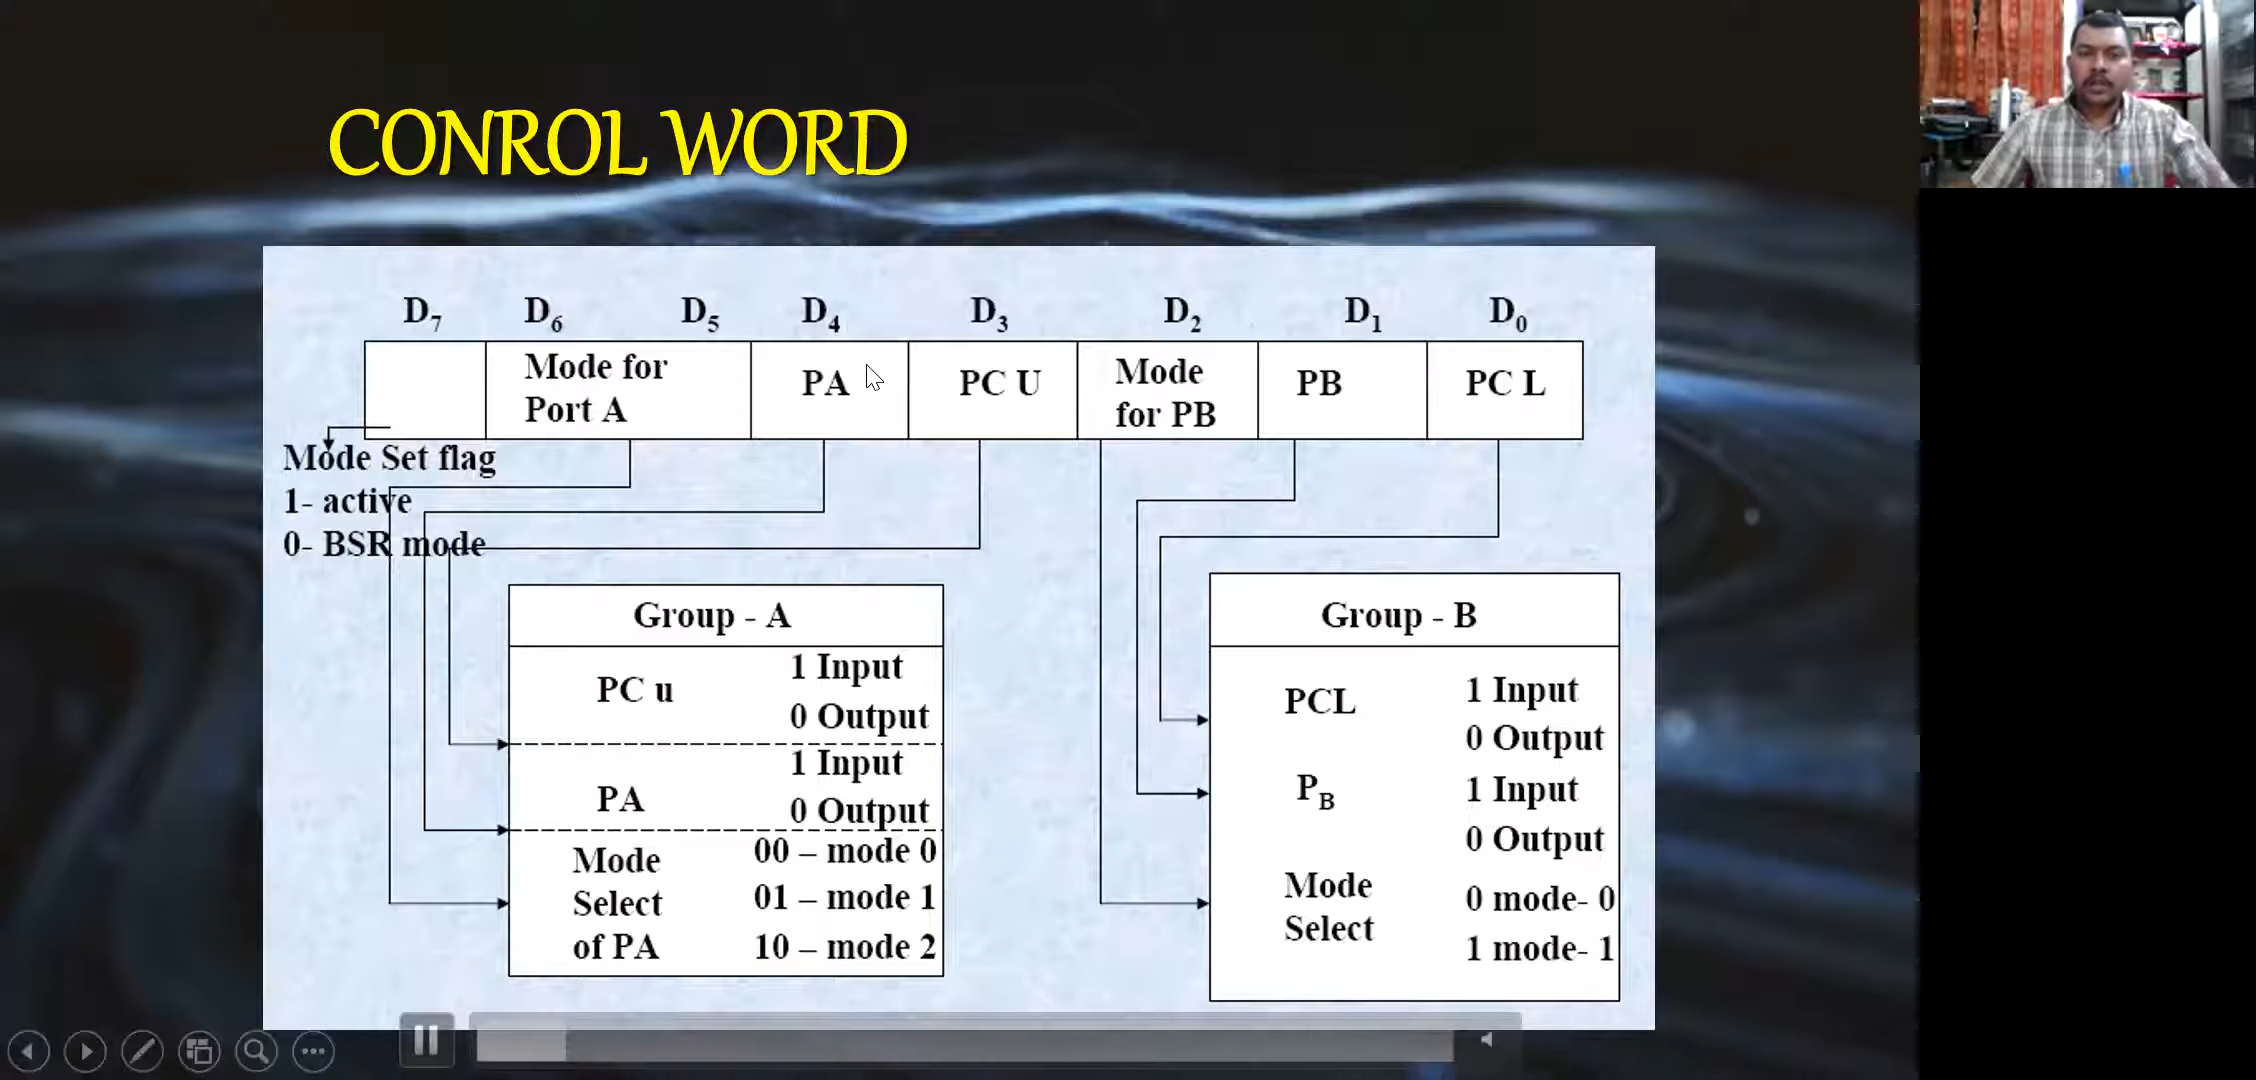 CONROL WORD
D7 D6 D5 D4 D3 D2 D1 D0
Mode for
Port A
PA
PC U
Mode
for PB
PB
PC L
Mode Set flag
1- active
0- BSR mode
Group - A
PC u
1 Input
0 Output
PA
1 Input
0 Output
Mode
Select
of PA
00 – mode 0
01 – mode 1
10 – mode 2
Group - B
PCL
1 Input
0 Output
PB
1 Input
0 Output
Mode
Select
0 mode- 0
1 mode- 1